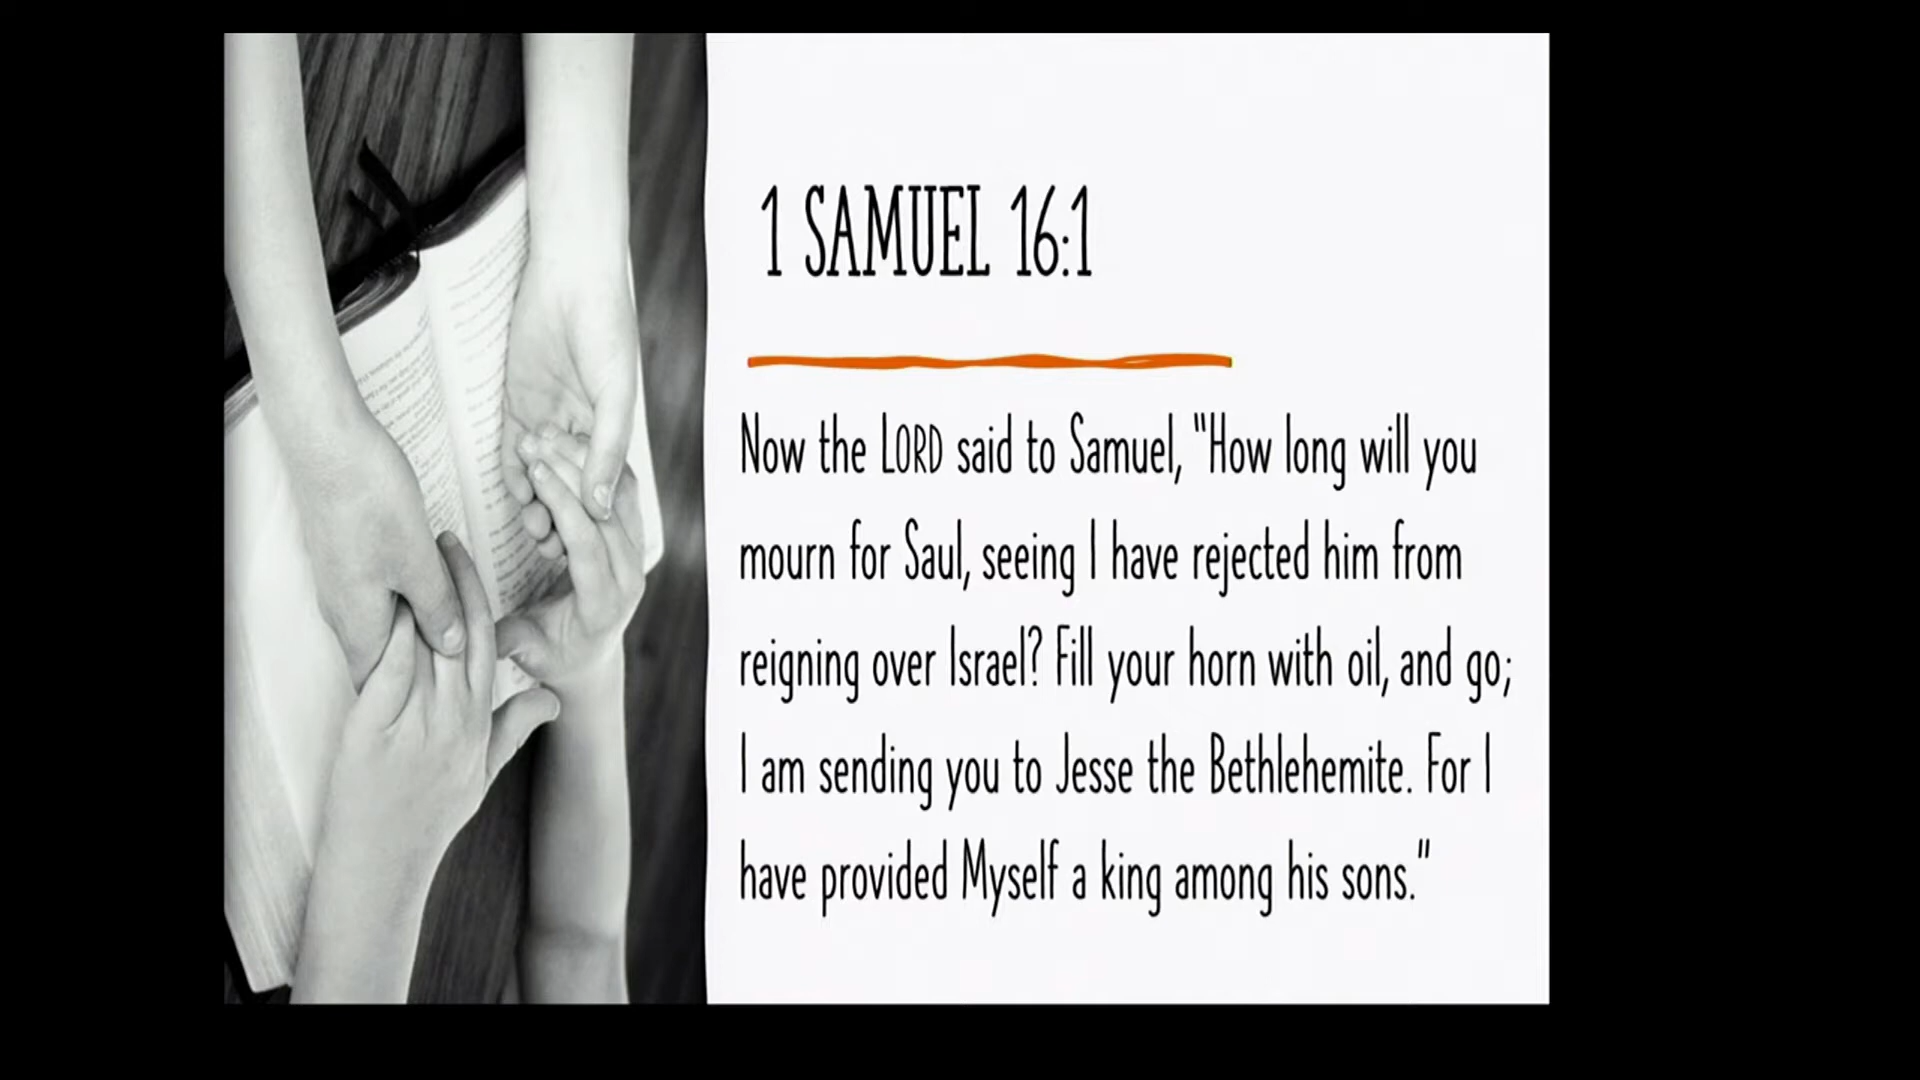 1 SAMUEL 16:1
Now the LORD said to Samuel, "How long will you
mourn for Saul, seeing I have rejected him from
reigning over Israel? Fill your horn with oil, and go;
I am sending you to Jesse the Bethlehemite. For I
have provided Myself a king among his sons."